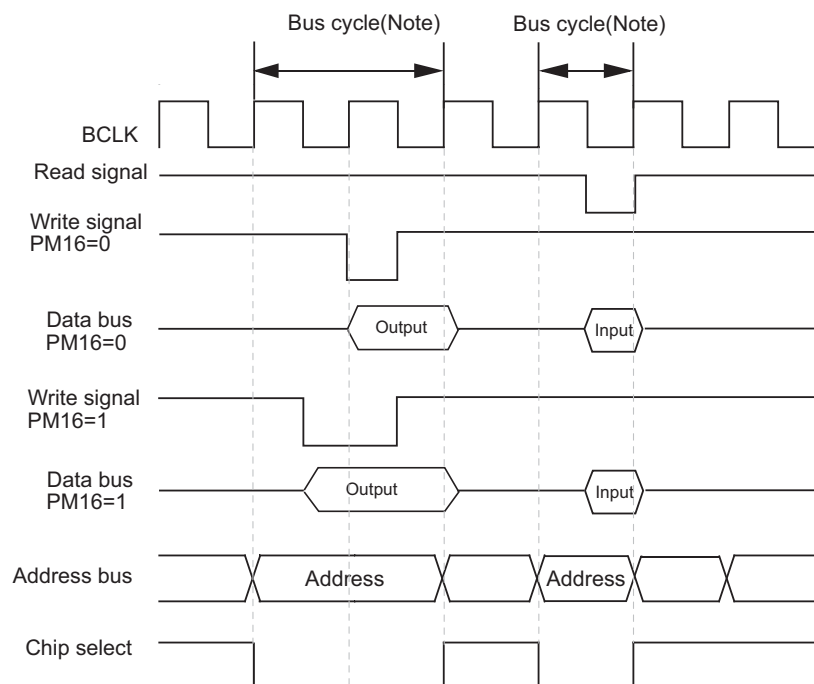 Bus cycle(Note)
Bus cycle(Note)
BCLK
Read signal
Write signal
PM16=0
Data bus
PM16=0
Output
Input
Write signal
PM16=1
Data bus
PM16=1
Output
Input
Address bus
Address
Address
Chip select